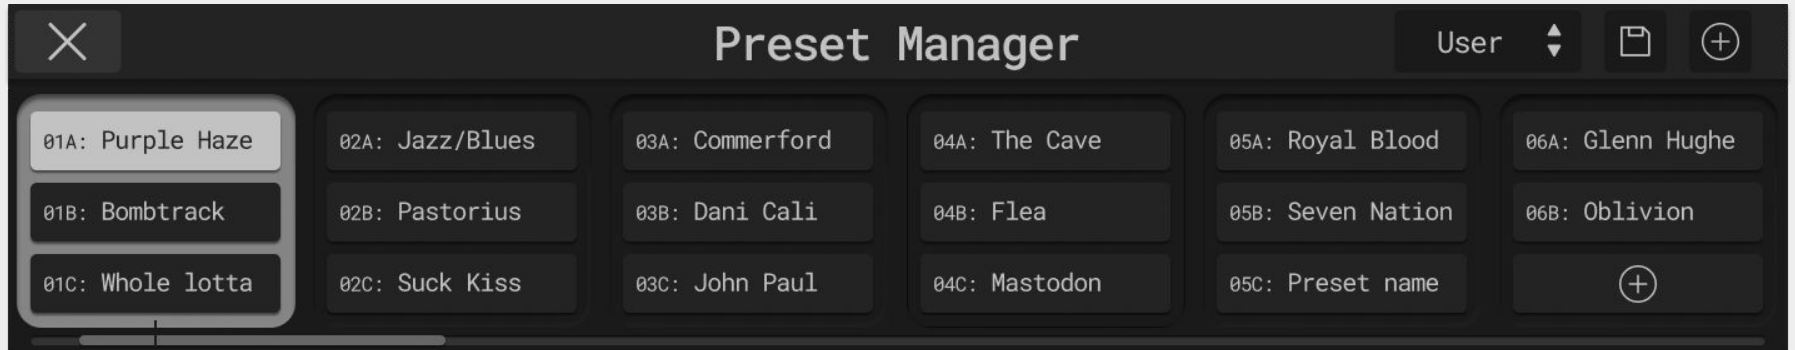 Preset Manager
User
01A: Purple Haze
01B: Bombtrack
01C: Whole lotta
02A: Jazz/Blues
02B: Pastorius
02C: Suck Kiss
03A: Commerford
03B: Dani Cali
03C: John Paul
04A: The Cave
04B: Flea
04C: Mastodon
05A: Royal Blood
05B: Seven Nation
05C: Preset name
06A: Glenn Hughe
06B: Oblivion